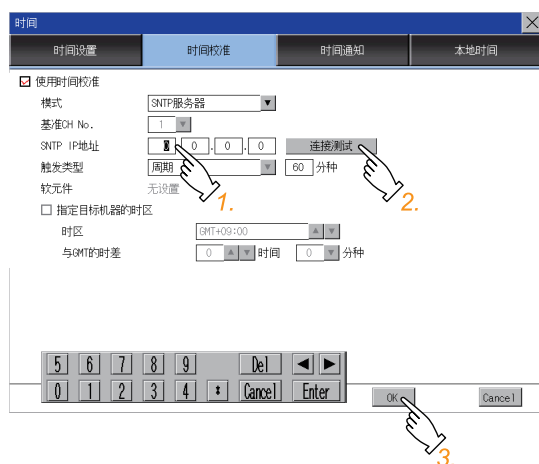 时间
时间设置 时间校准 时间通知 本地时间
使用时间校准
模式 SNTP服务器
基准CH No. 1
SNTP IP地址 0.0.0.0 连接测试
触发类型 周期 60 分种
软元件 无设置
1. 2.
指定目标机器的时区
时区 GMT+09:00
与GMT的时差 0 时间 0 分种
5 6 7 8 9 Del
0 1 2 3 4 Cancel Enter
OK Cancel
3.